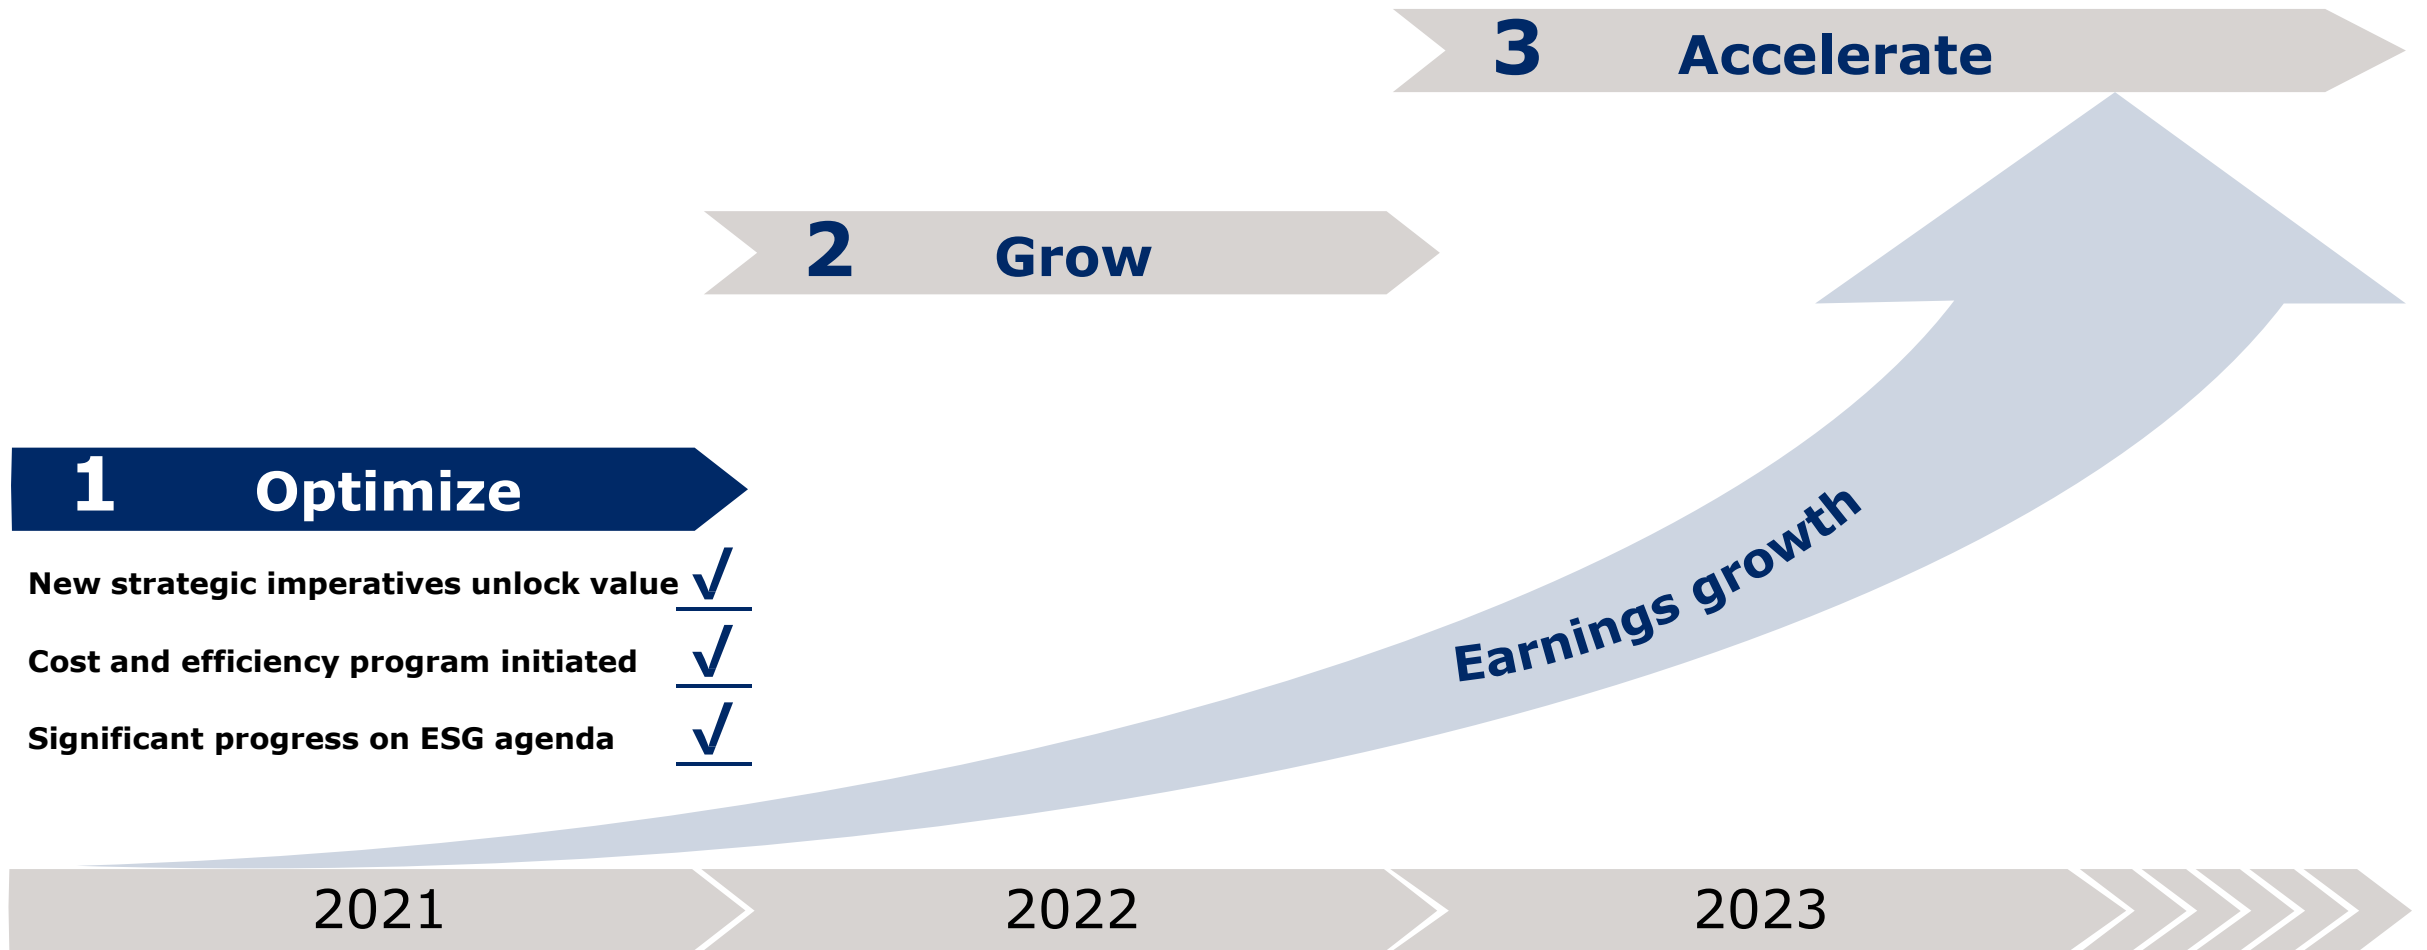 3 Accelerate
2 Grow
1 Optimize
New strategic imperatives unlock value √
Cost and efficiency program initiated √
Significant progress on ESG agenda √
Earnings growth
2021 2022 2023